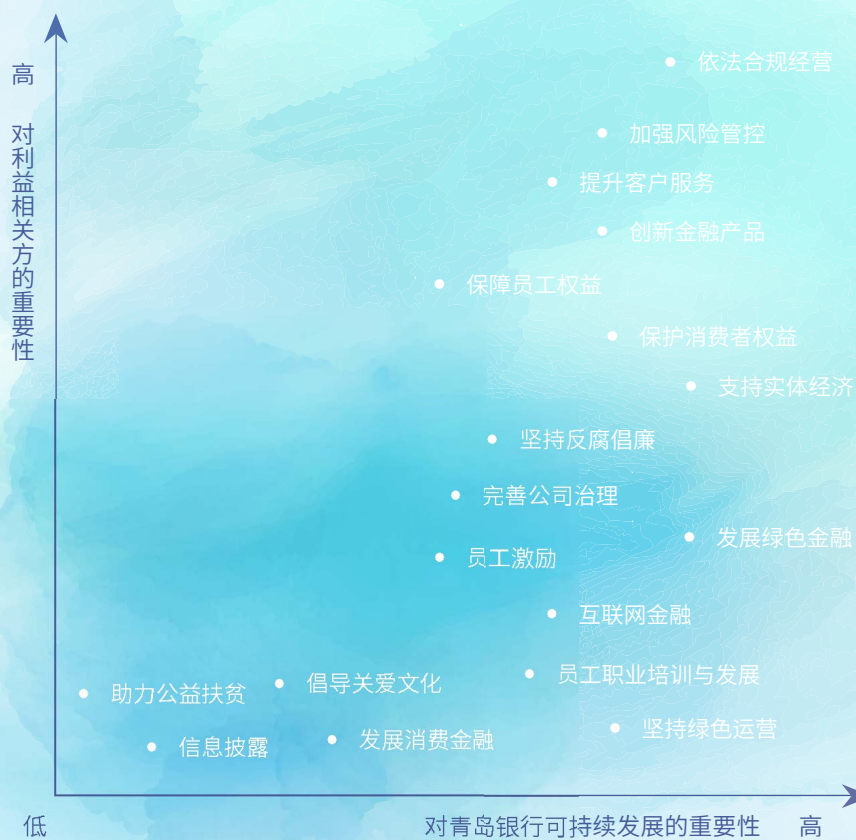 高
对利益相关方的重要性
依法合规经营
加强风险管控
提升客户服务
创新金融产品
保障员工权益
保护消费者权益
支持实体经济
坚持反腐倡廉
完善公司治理
发展绿色金融
员工激励
互联网金融
员工职业培训与发展
倡导关爱文化
助力公益扶贫
坚持绿色运营
发展消费金融
信息披露
低
对青岛银行可持续发展的重要性
高